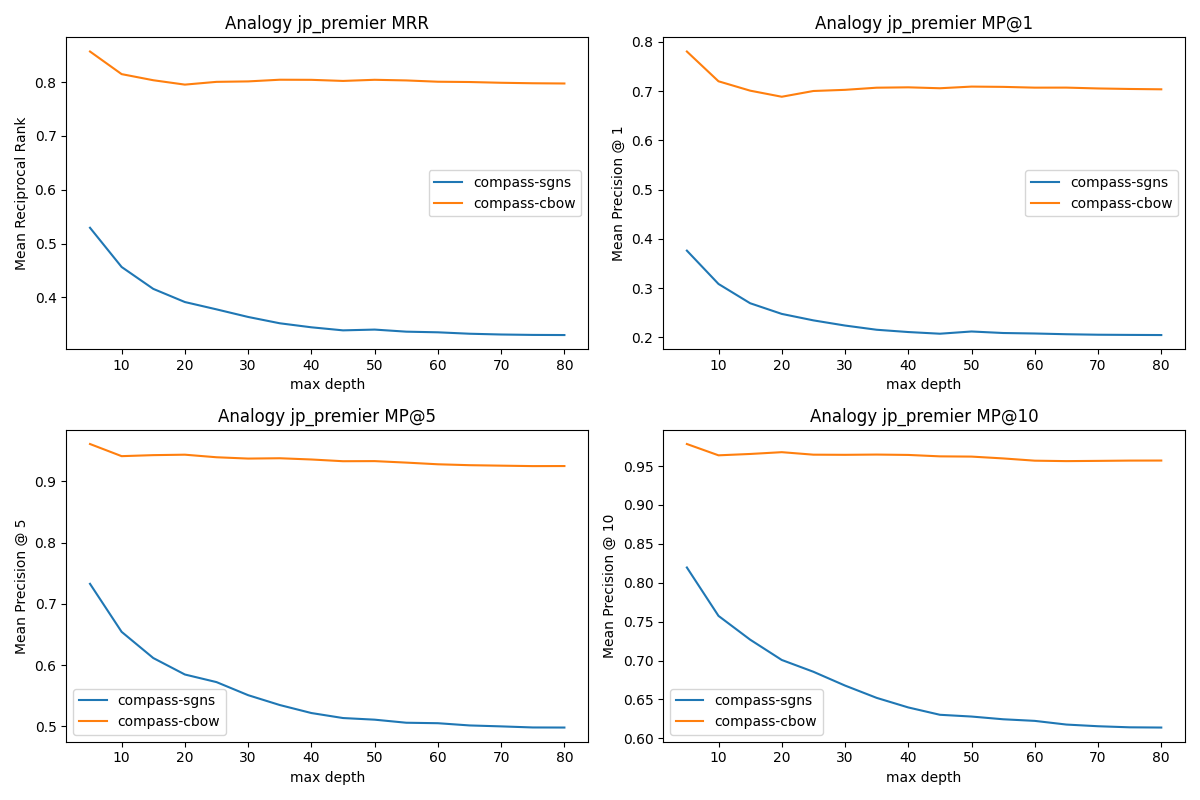 Analogy jp_premier MRR
Mean Reciprocal Rank
0.8
0.7
0.6
0.5
0.4
compass-sgns
compass-cbow
10 20 30 40 50 60 70 80
max depth
Analogy jp_premier MP@1
Mean Precision @ 1
0.8
0.7
0.6
0.5
0.4
0.3
0.2
compass-sgns
compass-cbow
10 20 30 40 50 60 70 80
max depth
Analogy jp_premier MP@5
Mean Precision @ 5
0.9
0.8
0.7
0.6
0.5
compass-sgns
compass-cbow
10 20 30 40 50 60 70 80
max depth
Analogy jp_premier MP@10
Mean Precision @ 10
0.95
0.90
0.85
0.80
0.75
0.70
0.65
0.60
compass-sgns
compass-cbow
10 20 30 40 50 60 70 80
max depth